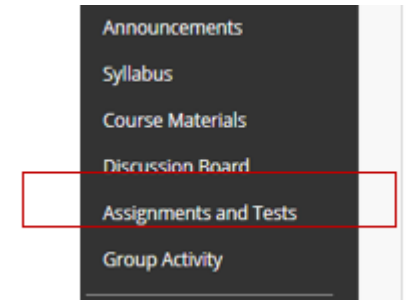 Announcements
Syllabus
Course Materials
Discussion Board
Assignments and Tests
Group Activity